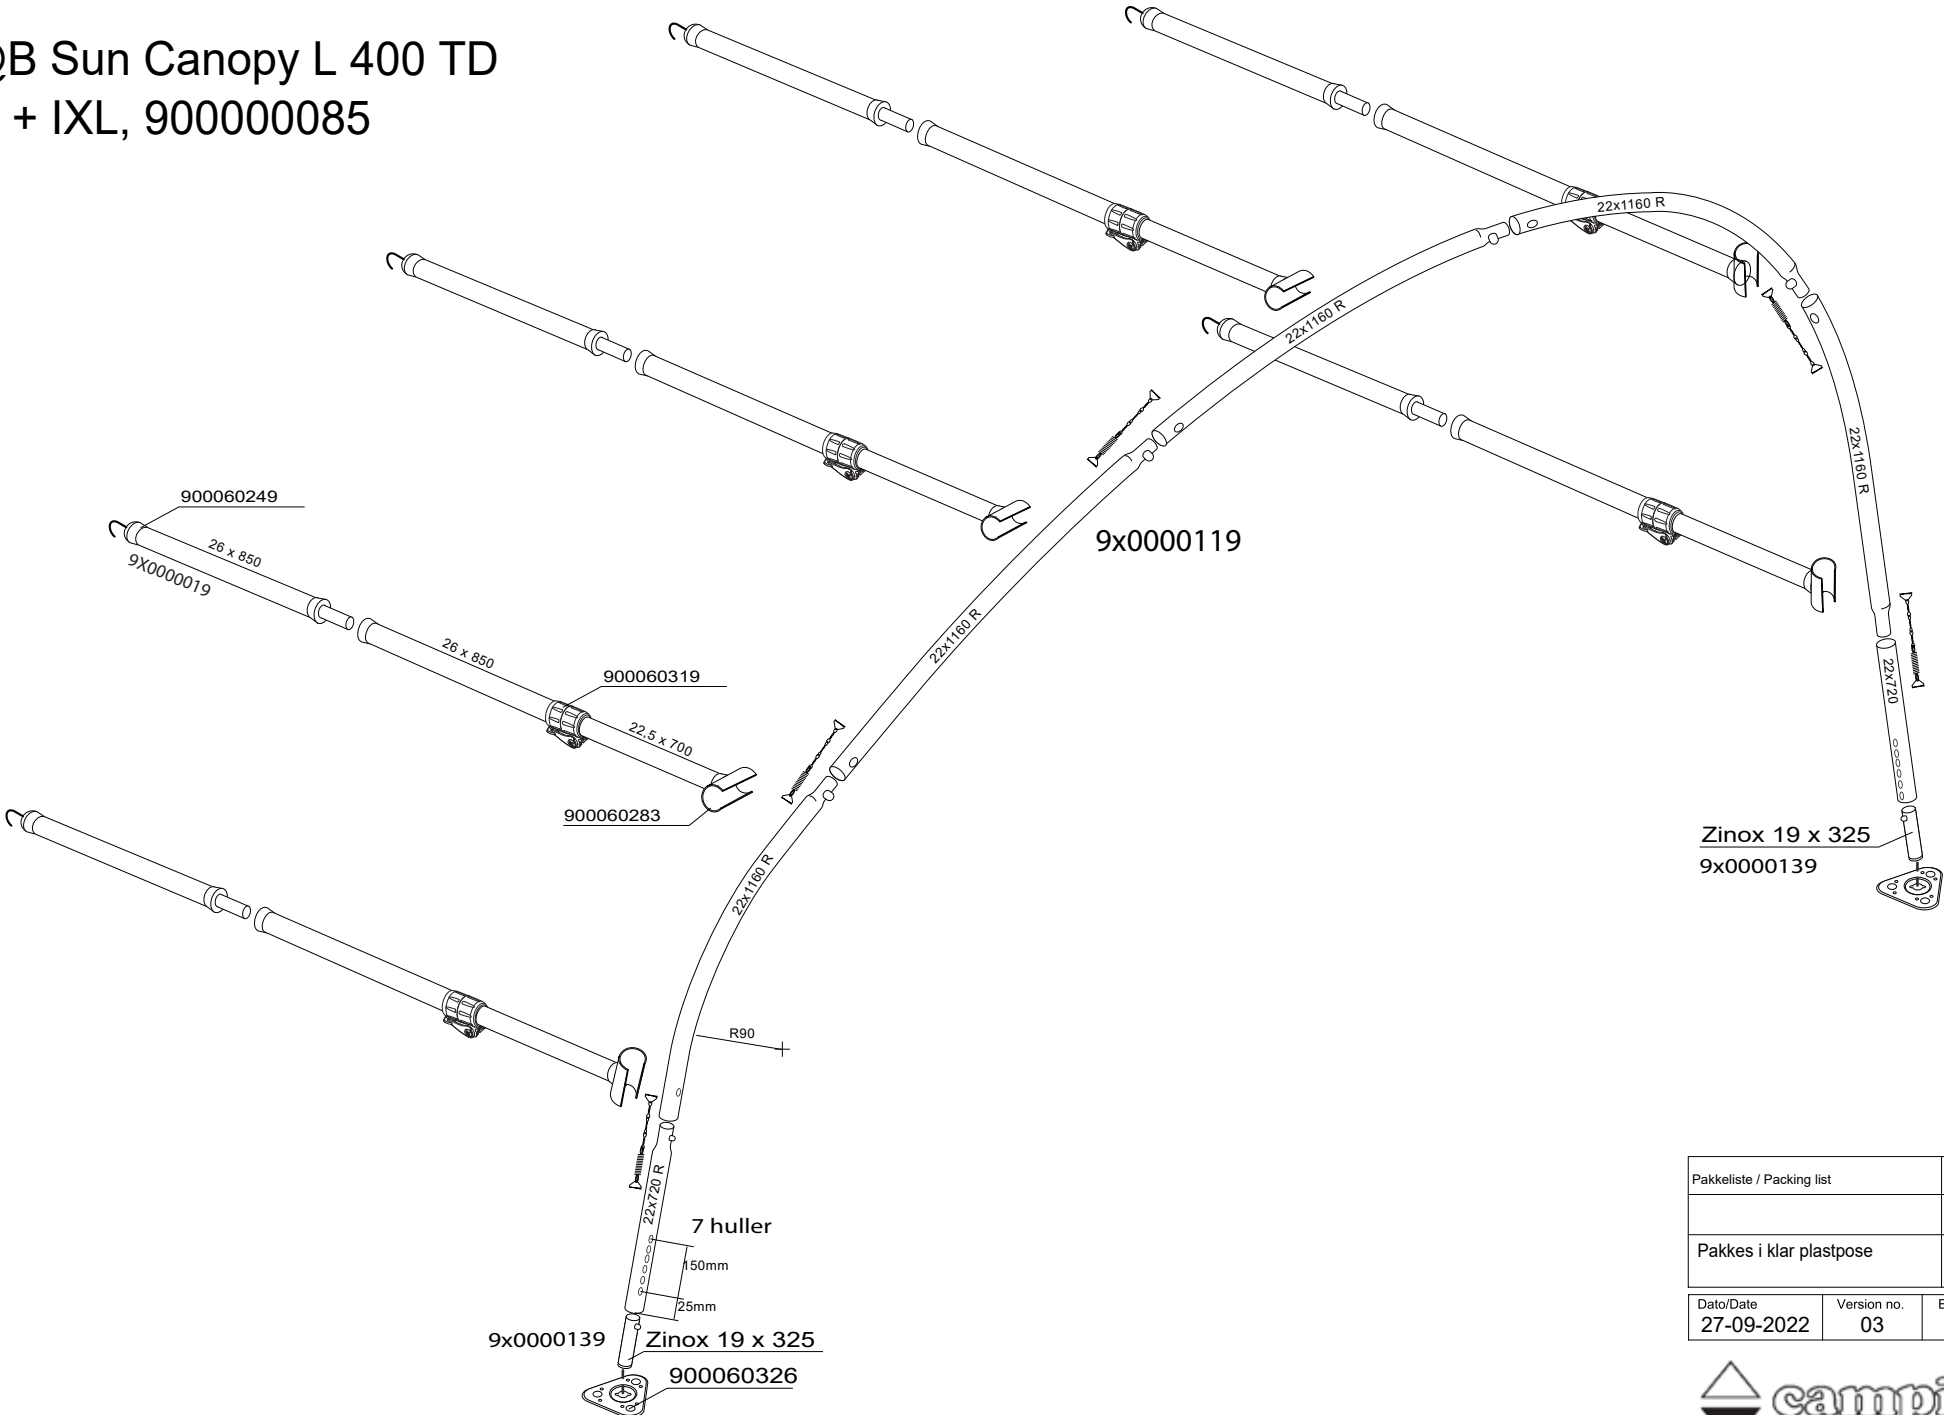 Sun Canopy L 400 TD
+ IXL, 900000085
22x1160 R
22x1160 R
22x1160 R
900060249
26 x 850
9X0000019
9x0000119
26 x 850
900060319
22,5 x 700
22x1160 R
22x720
900060283
Zinox 19 x 325
9x0000139
22x1160 R
R90
22x720 R
7 huller
150mm
25mm
9x0000139
Zinox 19 x 325
900060326
Pakkeliste / Packing list
Pakkes i klar plastpose
Dato/Date
Version no.
27-09-2022
03